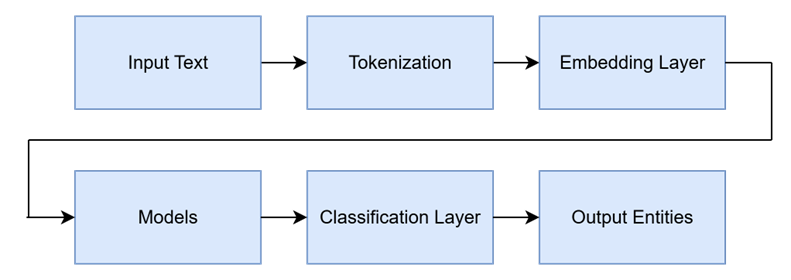 Input Text
Tokenization
Embedding Layer
Models
Classification Layer
Output Entities